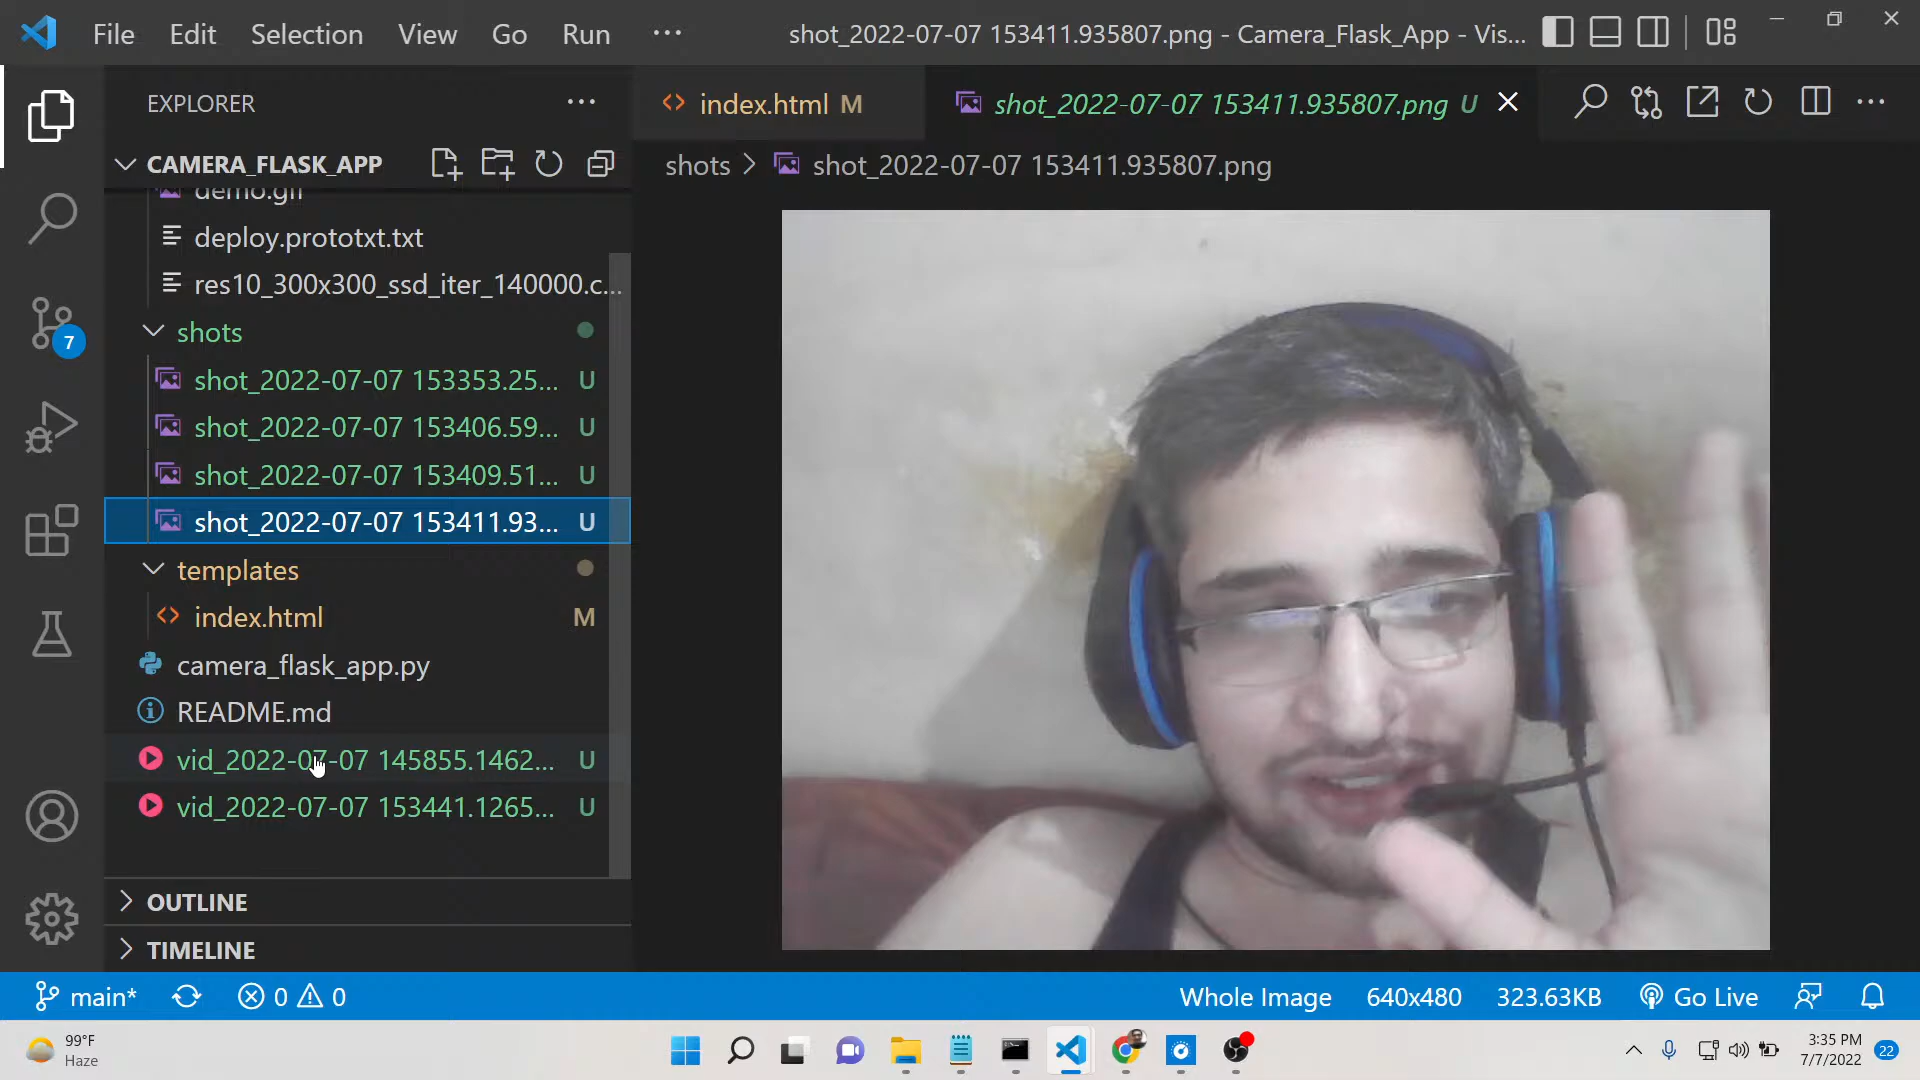 File Edit Selection View Go Run ... shot_2022-07-07 153411.935807.png - Camera_Flask_App - Vis...
EXPLORER ...
index.html M
shot_2022-07-07 153411.935807.png U
CAMERA_FLASK_APP
shots > shot_2022-07-07 153411.935807.png
demo.gif
deploy.prototxt.txt
res10_300x300_ssd_iter_140000.c...
shots
shot_2022-07-07 153353.25... U
shot_2022-07-07 153406.59... U
shot_2022-07-07 153409.51... U
shot_2022-07-07 153411.93... U
templates
index.html M
camera_flask_app.py
README.md
vid_2022-07-07 145855.1462... U
vid_2022-07-07 153441.1265... U
OUTLINE
TIMELINE
7
main* 0 0 Whole Image 640x480 323.63KB Go Live
99°F
Haze
3:35 PM
7/7/2022
22